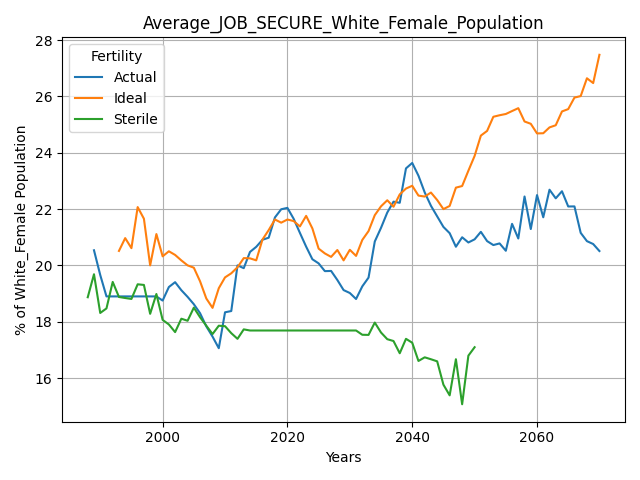 Average_JOB_SECURE_White_Female_Population
Fertility
Actual
Ideal
Sterile
% of White_Female Population
28
26
24
22
20
18
16
2000
2020
2040
2060
Years